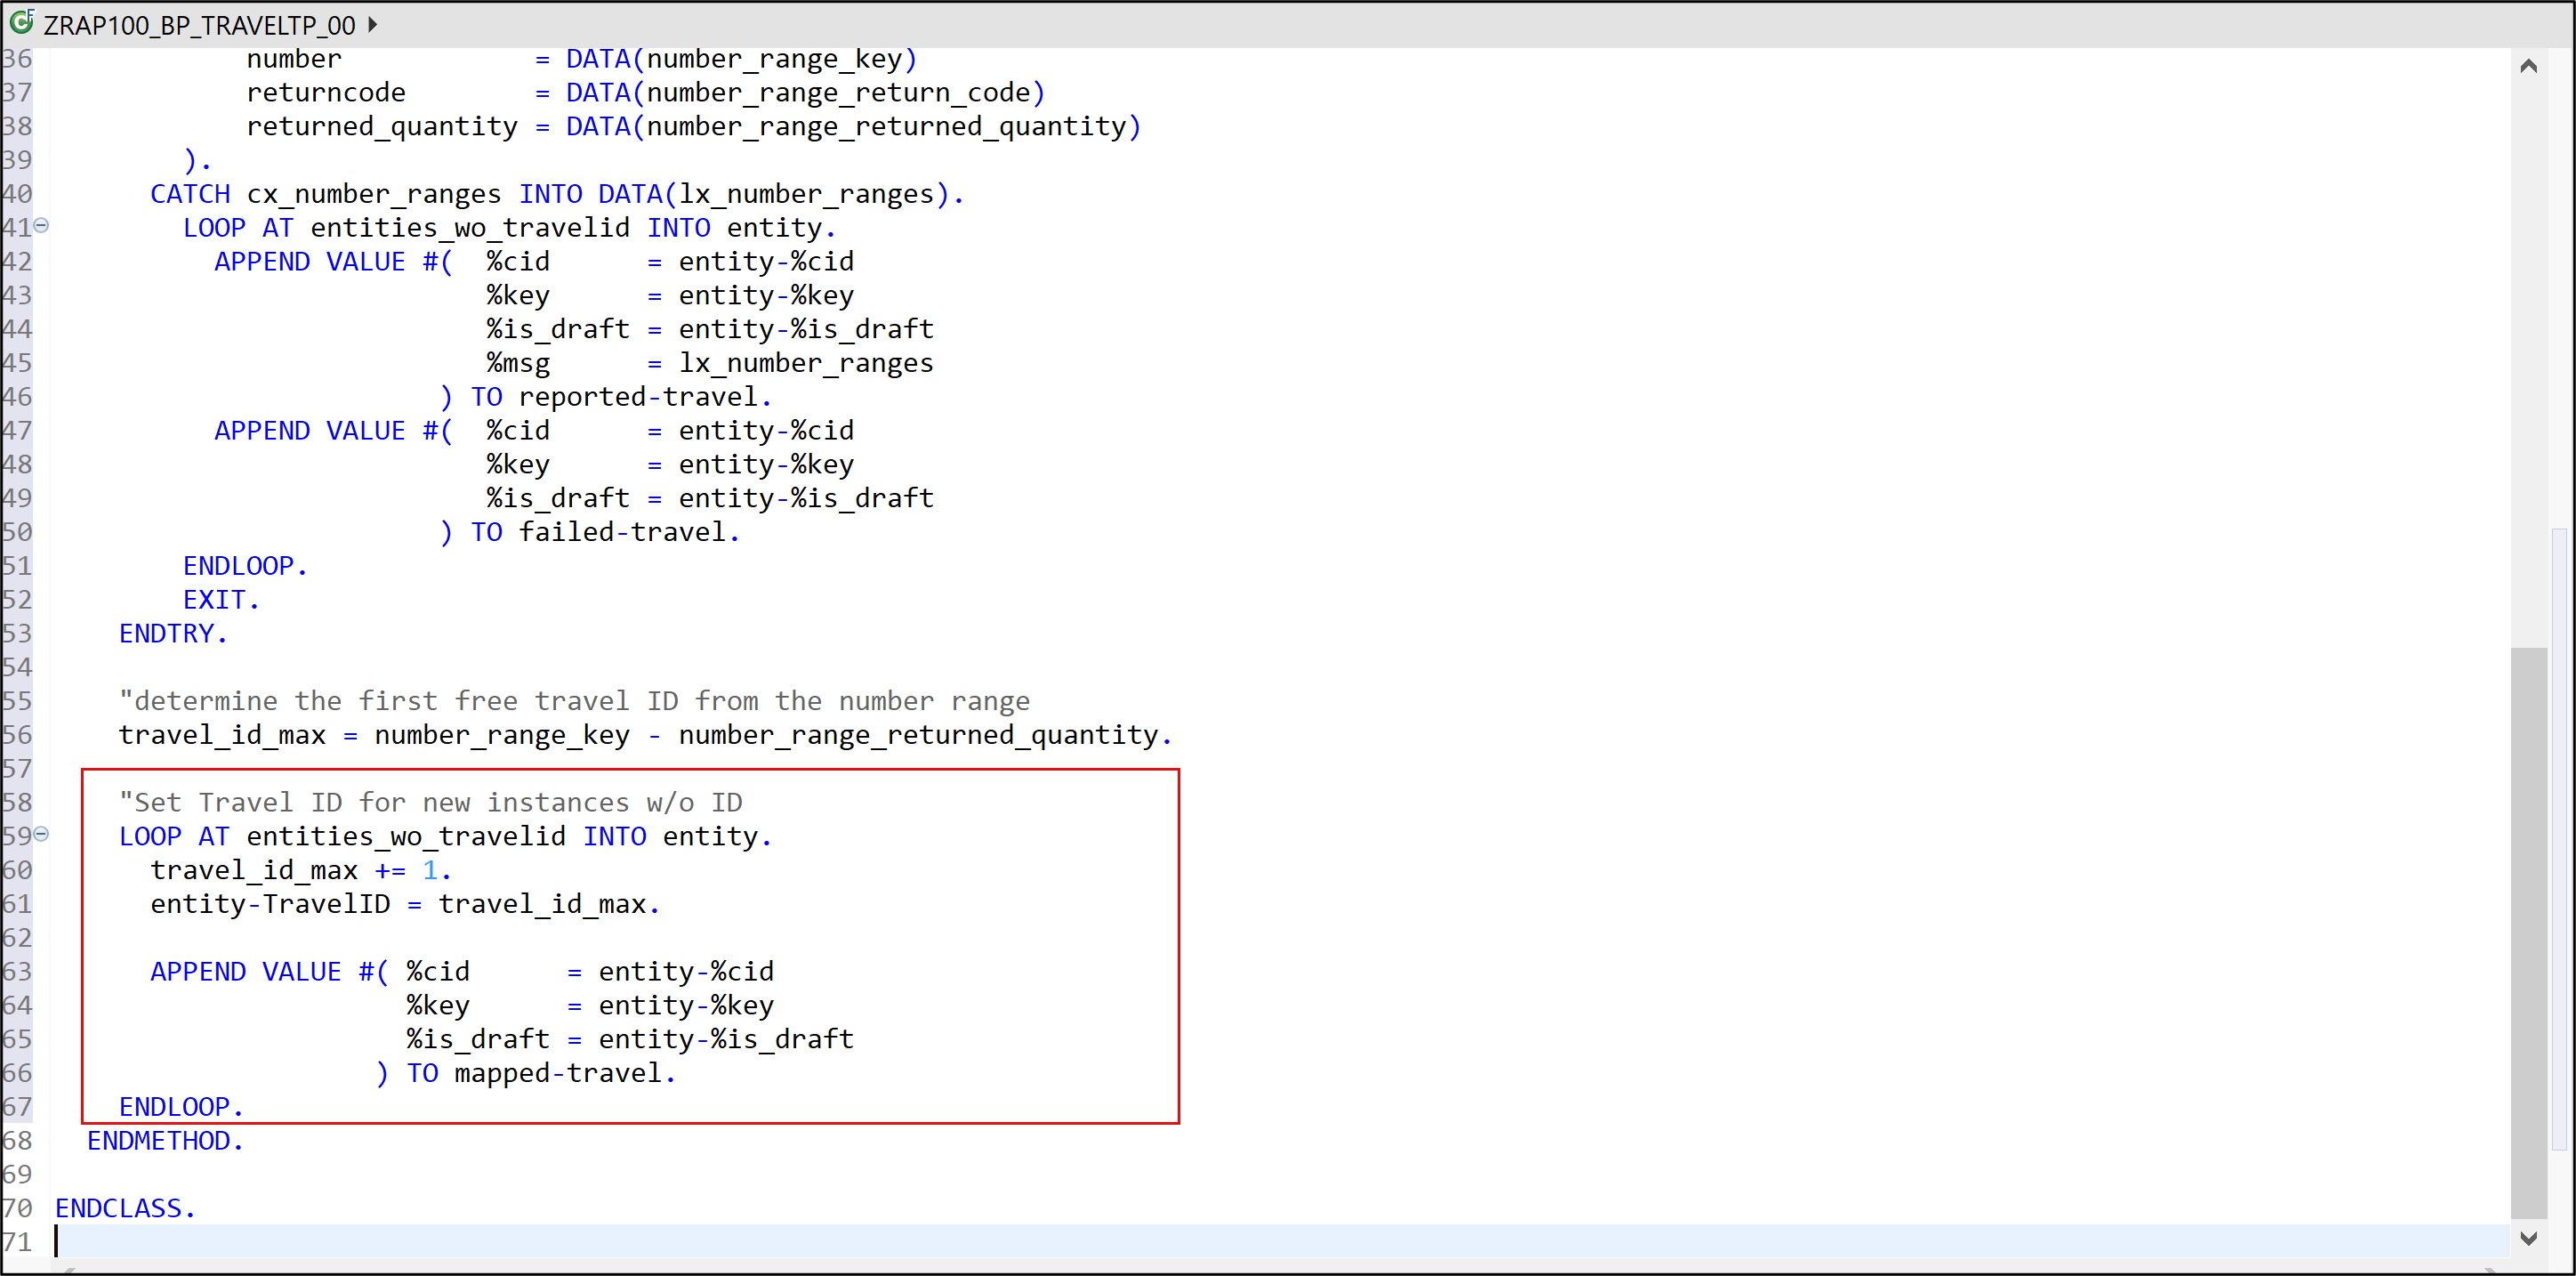 ZRAP100_BP_TRAVELTP_00
36 number = DATA(number_range_key)
37 returncode = DATA(number_range_return_code)
38 returned_quantity = DATA(number_range_returned_quantity)
39 ).
40 CATCH cx_number_ranges INTO DATA(lx_number_ranges).
41 LOOP AT entities_wo_travelid INTO entity.
42 APPEND VALUE #( %cid = entity-%cid
43 %key = entity-%key
44 %is_draft = entity-%is_draft
45 %msg = lx_number_ranges
46 ) TO reported-travel.
47 APPEND VALUE #( %cid = entity-%cid
48 %key = entity-%key
49 %is_draft = entity-%is_draft
50 ) TO failed-travel.
51 ENDLOOP.
52 EXIT.
53 ENDTRY.
54
55 "determine the first free travel ID from the number range
56 travel_id_max = number_range_key - number_range_returned_quantity.
57
58 "Set Travel ID for new instances w/o ID
59 LOOP AT entities_wo_travelid INTO entity.
60 travel_id_max += 1.
61 entity-TravelID = travel_id_max.
62
63 APPEND VALUE #( %cid = entity-%cid
64 %key = entity-%key
65 %is_draft = entity-%is_draft
66 ) TO mapped-travel.
67 ENDLOOP.
68 ENDMETHOD.
69
70 ENDCLASS.
71